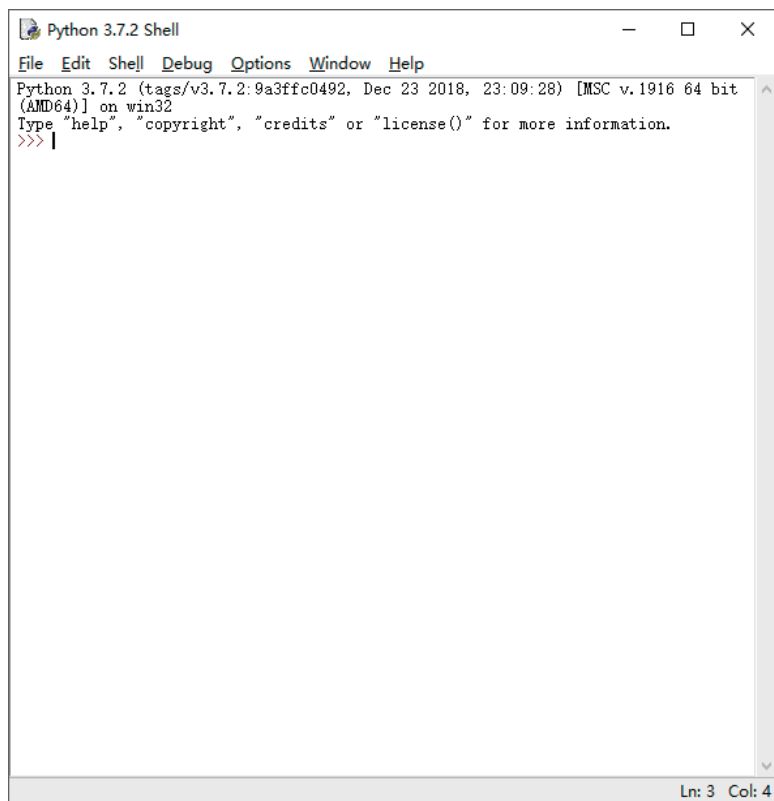 Python 3.7.2 Shell
File Edit Shell Debug Options Window Help
Python 3.7.2 (tags/v3.7.2:9a3ffc0492, Dec 23 2018, 23:09:28) [MSC v.1916 64 bit
(AMD64)] on win32
Type "help", "copyright", "credits" or "license()" for more information.
>>>
Ln: 3 Col: 4